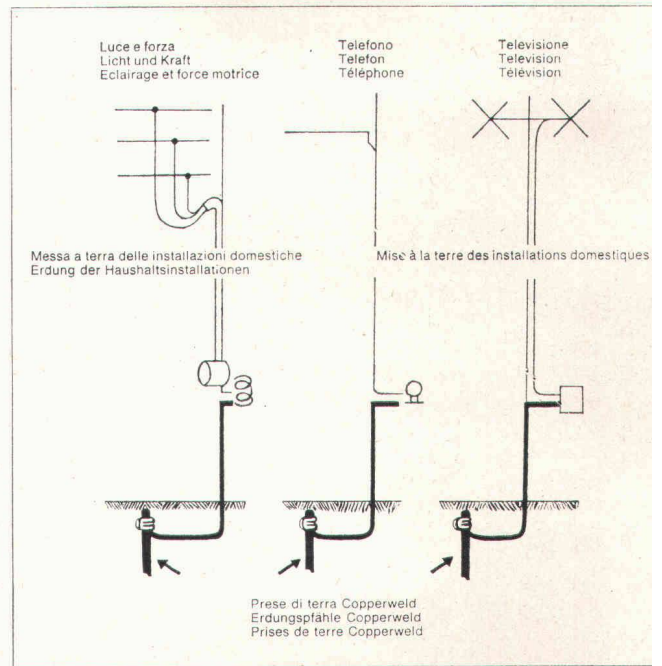 Luce e forza
Licht und Kraft
Eclairage et force motrice
Telefono
Telefon
Téléphone
Televisione
Television
Télévision
Messa a terra delle installazioni domestiche
Erdung der Haushaltsinstallationen
Mise à la terre des installations domestiques
Prese di terra Copperweld
Erdungspfähle Copperweld
Prises de terre Copperweld